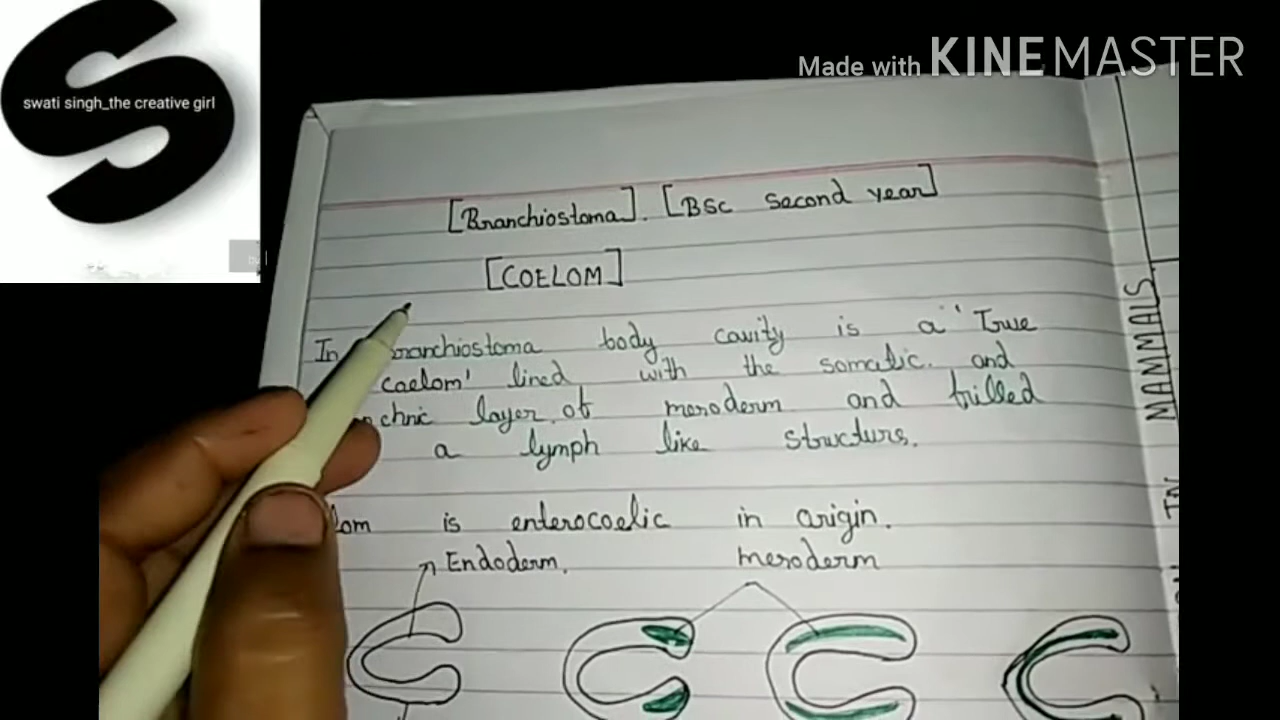 swati singh_the creative girl
Made with KINEMASTER
[Branchiostoma]. [BSc Second year]
[COELOM]
In Branchiostoma body cavity is a "True
coelom' lined with the somatic. and
layer of mesoderm and filled
a lymph like structure.
is enterocoelic in origin.
Endoderm. mesoderm
MAMMALS
IN